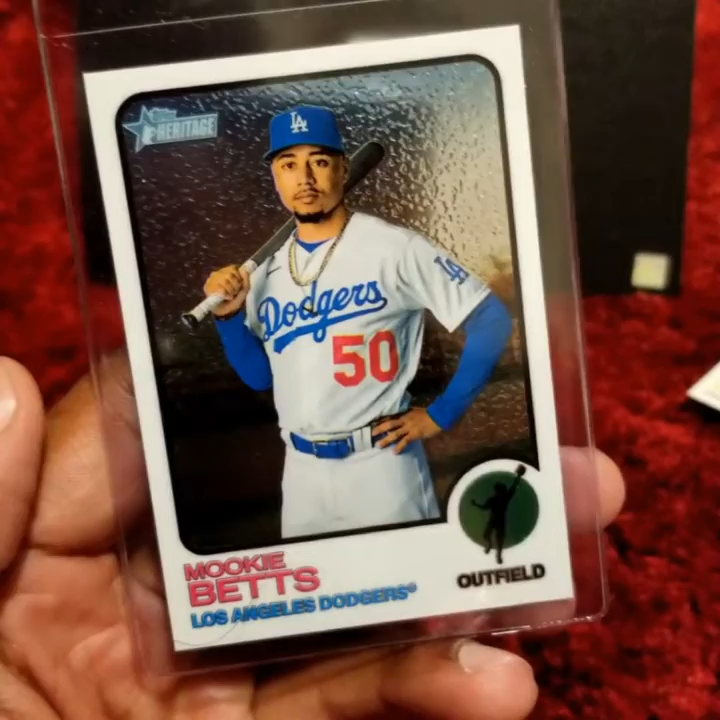 Topps
HERITAGE
LA
LA
Dodgers
50
MOOKIE
BETTS
LOS ANGELES DODGERS®
OUTFIELD